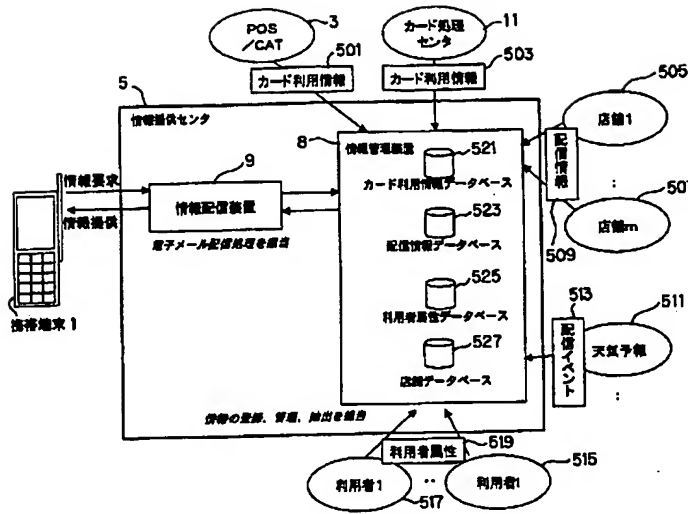 3
POS
/CAT
501
カード利用情報
カード処理
センタ
11
503
カード利用情報
5
情報提供センタ
8
情報管理装置
521
カード利用情報データベース
523
配信情報データベース
525
利用者属性データベース
527
店舗データベース
9
情報配信装置
電子メール配信処理を担当
情報要求
情報提供
携帯端末1
情報の登録、管理、抽出を担当
505
店舗1
配信情報
:
507
店舗m
509
513
511
配信イベント
天気予報
:
519
利用者属性
利用者1
517
‥
利用者l
515